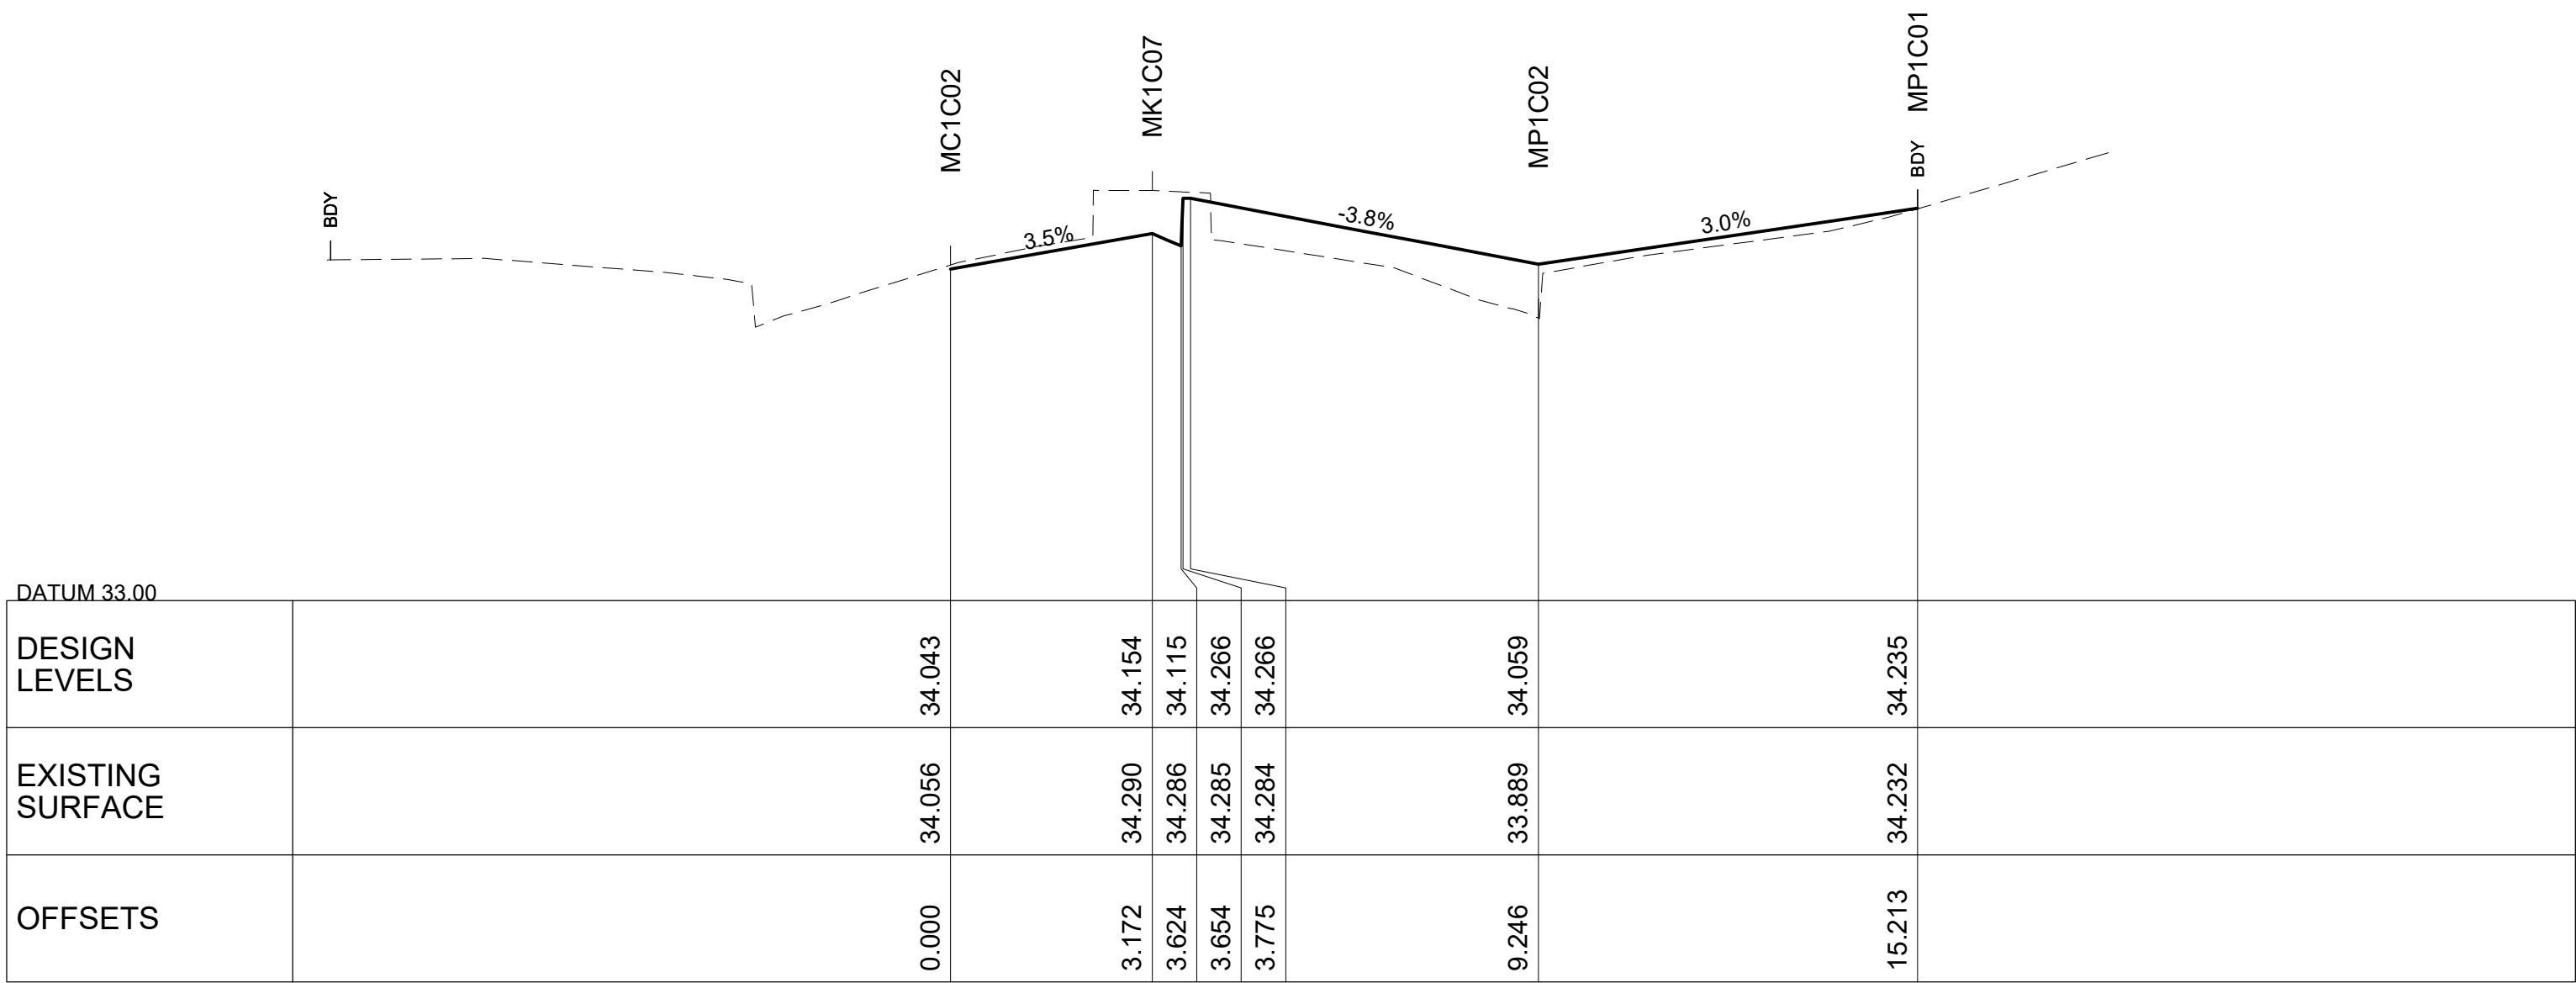 MC1C02
MK1C07
MP1C02
MP1C01
BDY
BDY
3.5%
-3.8%
3.0%
DATUM 33.00
DESIGN
LEVELS
34.043
34.154
34.115
34.266
34.266
34.059
34.235
EXISTING
SURFACE
34.056
34.290
34.286
34.285
34.284
33.889
34.232
OFFSETS
0.000
3.172
3.624
3.654
3.775
9.246
15.213